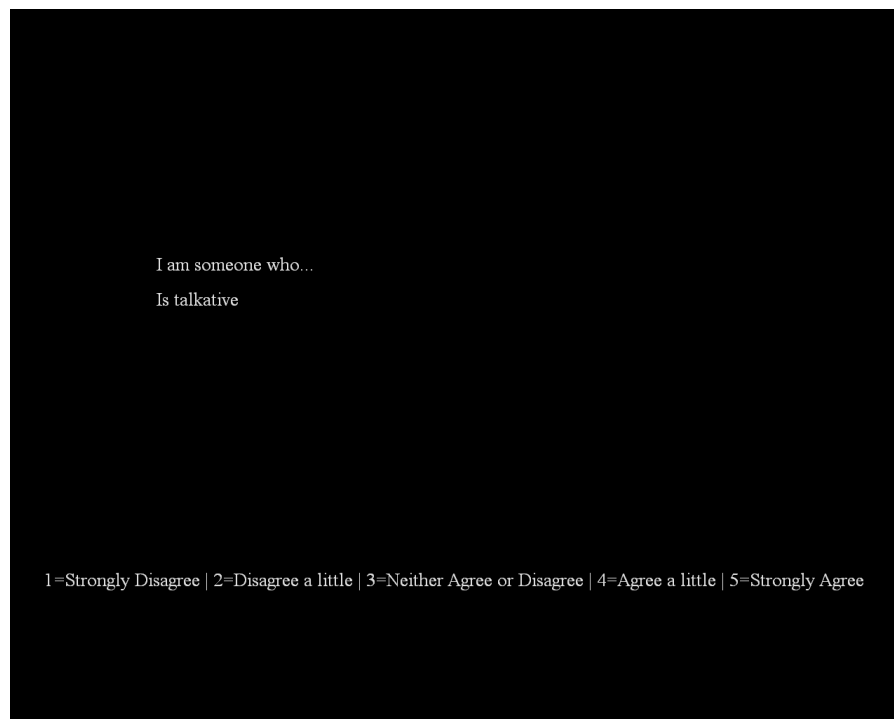 I am someone who...
Is talkative
1=Strongly Disagree | 2=Disagree a little | 3=Neither Agree or Disagree | 4=Agree a little | 5=Strongly Agree